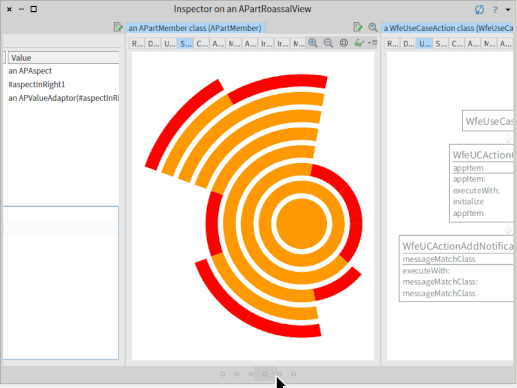 Inspector on an APartRoassalView
an APartMember class (APartMember)
a WfeUseCaseAction class (WfeUseCa
R... D... U... S... C... A... M... A... Ir... Ir... M...
R... D... U... S... C... A... M... A...
Value
an APAspect
#aspectInRight1
an APValueAdaptor(#aspectInRi
WfeUseCas
WfeUCActionU
appItem
appItem:
executeWith:
initialize
appItem
WfeUCActionAddNotifica
messageMatchClass
executeWith:
messageMatchClass:
messageMatchClass